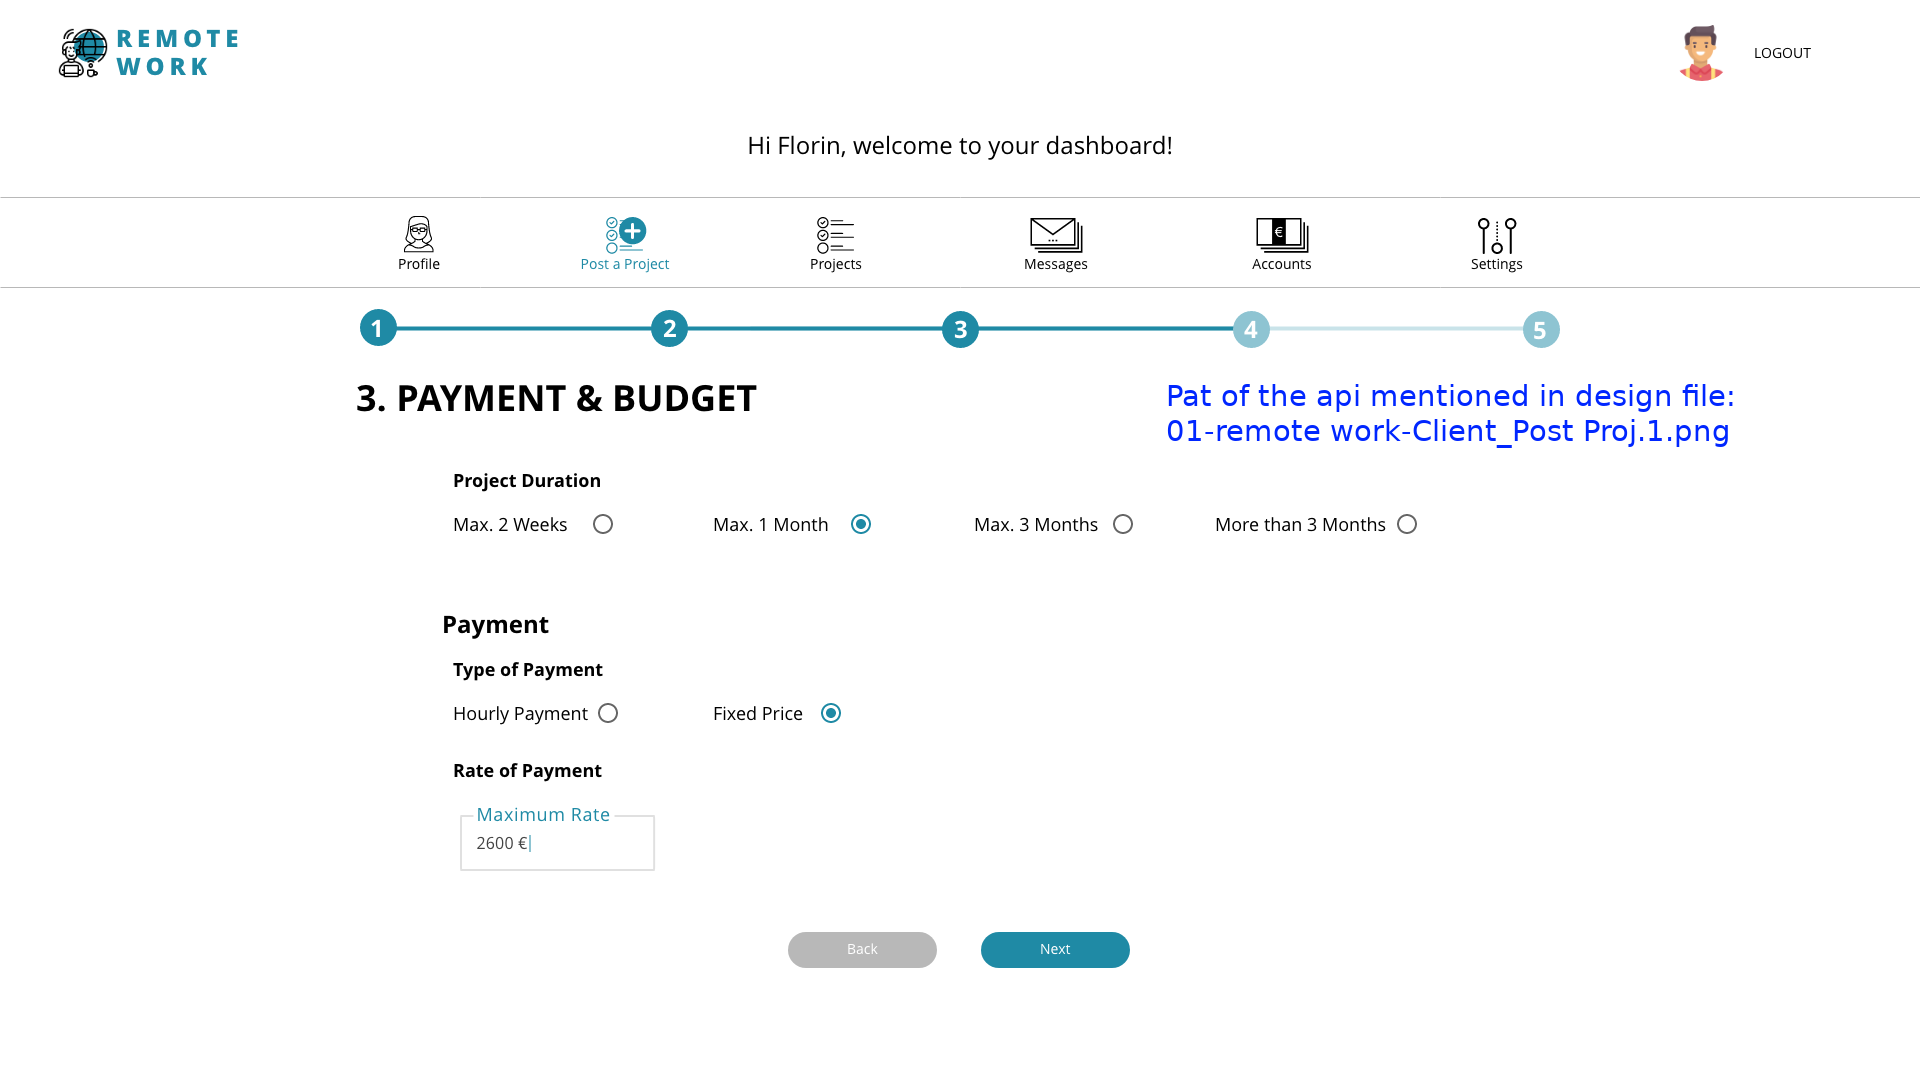 REMOTE
WORK
LOGOUT
Hi Florin, welcome to your dashboard!
Profile
Post a Project
Projects
€
Messages
Accounts
Settings
1 2 3 4 5
3. PAYMENT & BUDGET
Pat of the api mentioned in design file:
01-remote work-Client_Post Proj.1.png
Project Duration
Max. 2 Weeks
Max. 1 Month
Max. 3 Months
More than 3 Months
Payment
Type of Payment
Hourly Payment
Fixed Price
Rate of Payment
Maximum Rate
2600 €
Back
Next